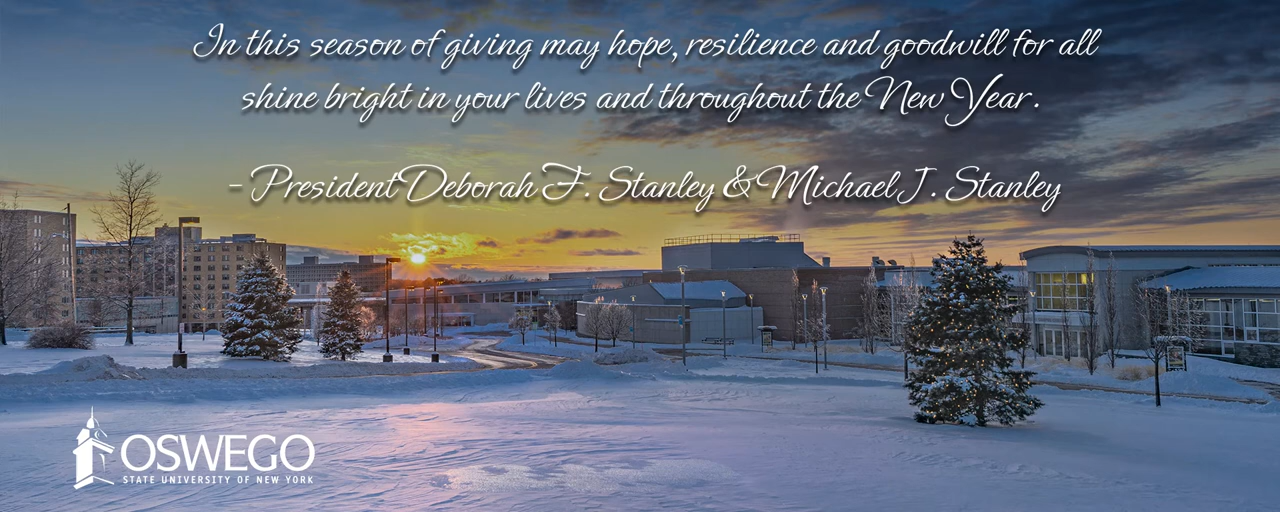 In this season of giving may hope, resilience and goodwill for all
shine bright in your lives and throughout the New Year.
- President Deborah F. Stanley & Michael J. Stanley
OSWEGO
STATE UNIVERSITY OF NEW YORK